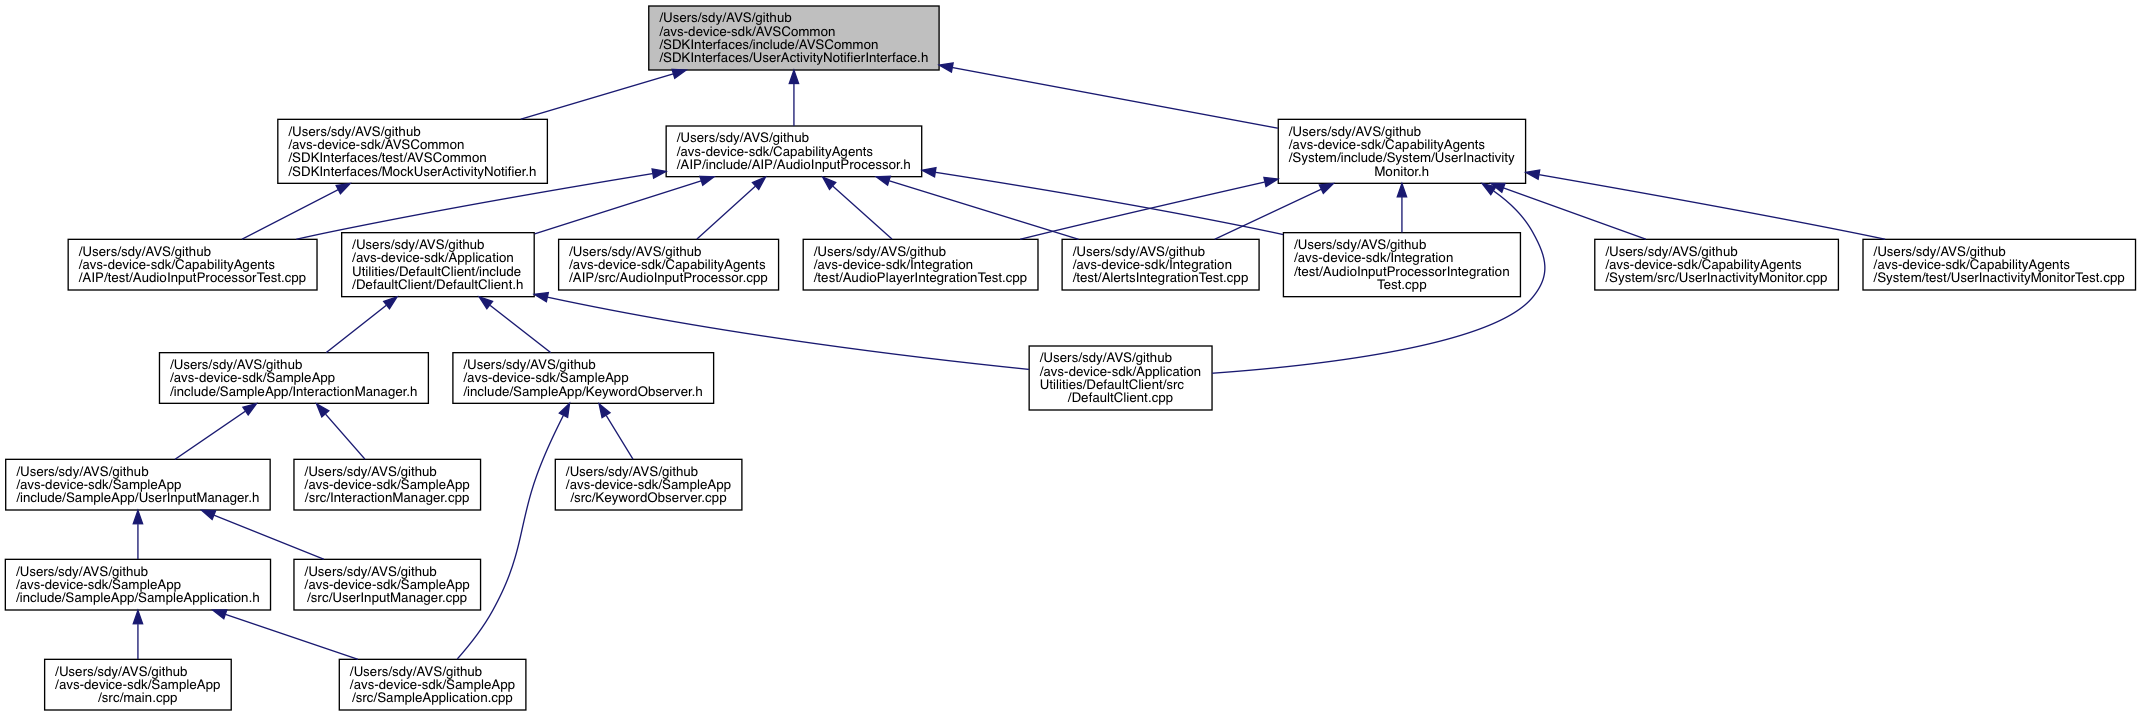 /Users/sdy/AVS/github
/avs-device-sdk/AVSCommon
/SDKInterfaces/include/AVSCommon
/SDKInterfaces/UserActivityNotifierInterface.h
/Users/sdy/AVS/github
/avs-device-sdk/AVSCommon
/SDKInterfaces/test/AVSCommon
/SDKInterfaces/MockUserActivityNotifier.h
/Users/sdy/AVS/github
/avs-device-sdk/CapabilityAgents
/AIP/include/AIP/AudioInputProcessor.h
/Users/sdy/AVS/github
/avs-device-sdk/CapabilityAgents
/System/include/System/UserInactivity
Monitor.h
/Users/sdy/AVS/github
/avs-device-sdk/CapabilityAgents
/AIP/test/AudioInputProcessorTest.cpp
/Users/sdy/AVS/github
/avs-device-sdk/Application
Utilities/DefaultClient/include
/DefaultClient/DefaultClient.h
/Users/sdy/AVS/github
/avs-device-sdk/CapabilityAgents
/AIP/src/AudioInputProcessor.cpp
/Users/sdy/AVS/github
/avs-device-sdk/Integration
/test/AudioPlayerIntegrationTest.cpp
/Users/sdy/AVS/github
/avs-device-sdk/Integration
/test/AlertsIntegrationTest.cpp
/Users/sdy/AVS/github
/avs-device-sdk/Integration
/test/AudioInputProcessorIntegration
Test.cpp
/Users/sdy/AVS/github
/avs-device-sdk/CapabilityAgents
/System/src/UserInactivityMonitor.cpp
/Users/sdy/AVS/github
/avs-device-sdk/CapabilityAgents
/System/test/UserInactivityMonitorTest.cpp
/Users/sdy/AVS/github
/avs-device-sdk/SampleApp
/include/SampleApp/InteractionManager.h
/Users/sdy/AVS/github
/avs-device-sdk/SampleApp
/include/SampleApp/KeywordObserver.h
/Users/sdy/AVS/github
/avs-device-sdk/Application
Utilities/DefaultClient/src
/DefaultClient.cpp
/Users/sdy/AVS/github
/avs-device-sdk/SampleApp
/include/SampleApp/UserInputManager.h
/Users/sdy/AVS/github
/avs-device-sdk/SampleApp
/src/InteractionManager.cpp
/Users/sdy/AVS/github
/avs-device-sdk/SampleApp
/src/KeywordObserver.cpp
/Users/sdy/AVS/github
/avs-device-sdk/SampleApp
/include/SampleApp/SampleApplication.h
/Users/sdy/AVS/github
/avs-device-sdk/SampleApp
/src/UserInputManager.cpp
/Users/sdy/AVS/github
/avs-device-sdk/SampleApp
/src/main.cpp
/Users/sdy/AVS/github
/avs-device-sdk/SampleApp
/src/SampleApplication.cpp